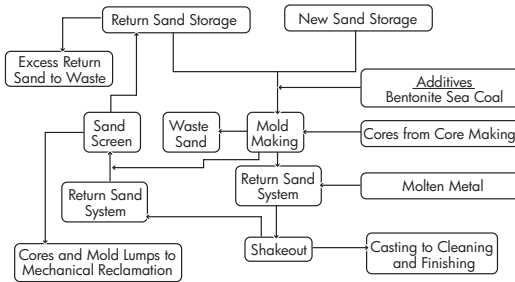 Return Sand Storage
New Sand Storage
Excess Return
Sand to Waste
Additives
Bentonite Sea Coal
Sand
Screen
Waste
Sand
Mold
Making
Cores from Core Making
Return Sand
System
Return Sand
System
Molten Metal
Cores and Mold Lumps to
Mechanical Reclamation
Shakeout
Casting to Cleaning
and Finishing